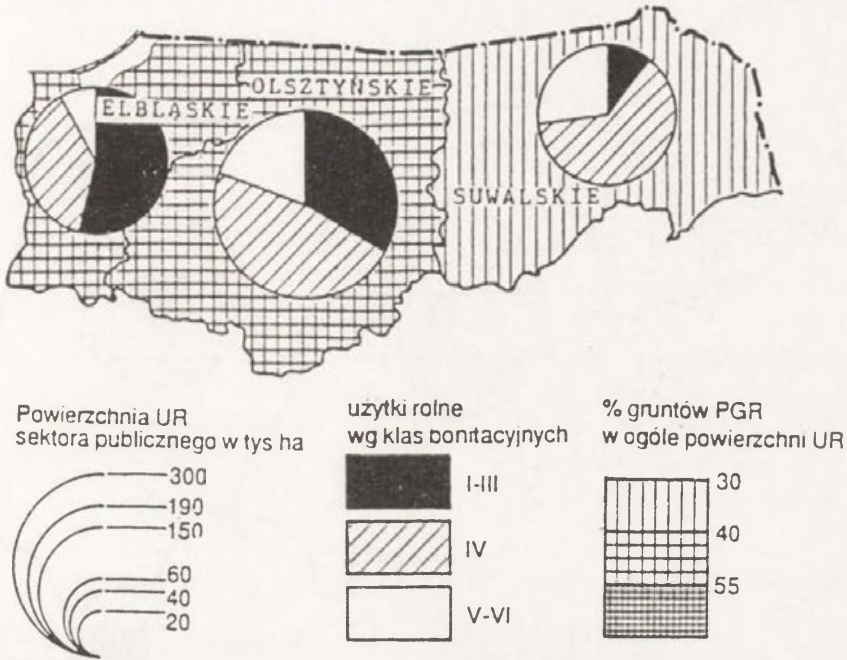 OLSZTYŃSKIE
ELBLĄSKIE
SUWALSKIE
Powierzchnia UR
sektora publicznego w tys ha
300
190
150
60
40
20
użytki rolne
wg klas bonitacyjnych
I-III
IV
V-VI
% gruntów PGR
w ogóle powierzchni UR
30
40
55